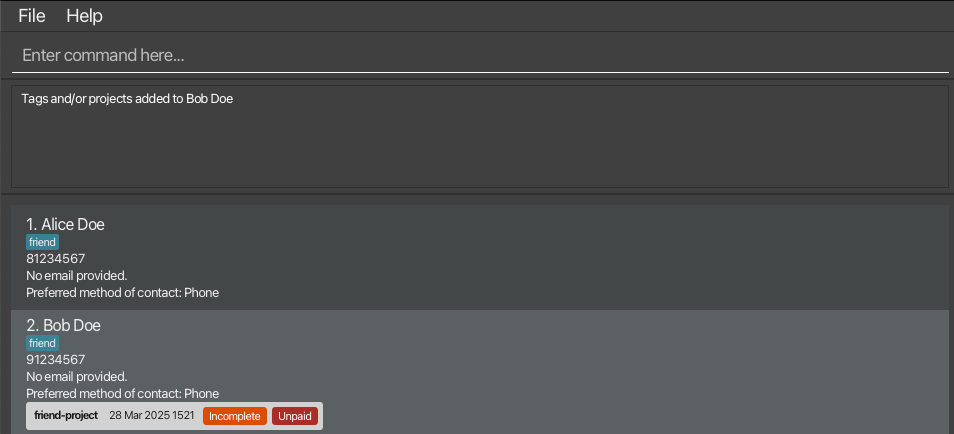 File Help
Enter command here...
Tags and/or projects added to Bob Doe
1. Alice Doe
friend
81234567
No email provided.
Preferred method of contact: Phone
2. Bob Doe
friend
91234567
No email provided.
Preferred method of contact: Phone
friend-project 28 Mar 2025 1521 Incomplete Unpaid